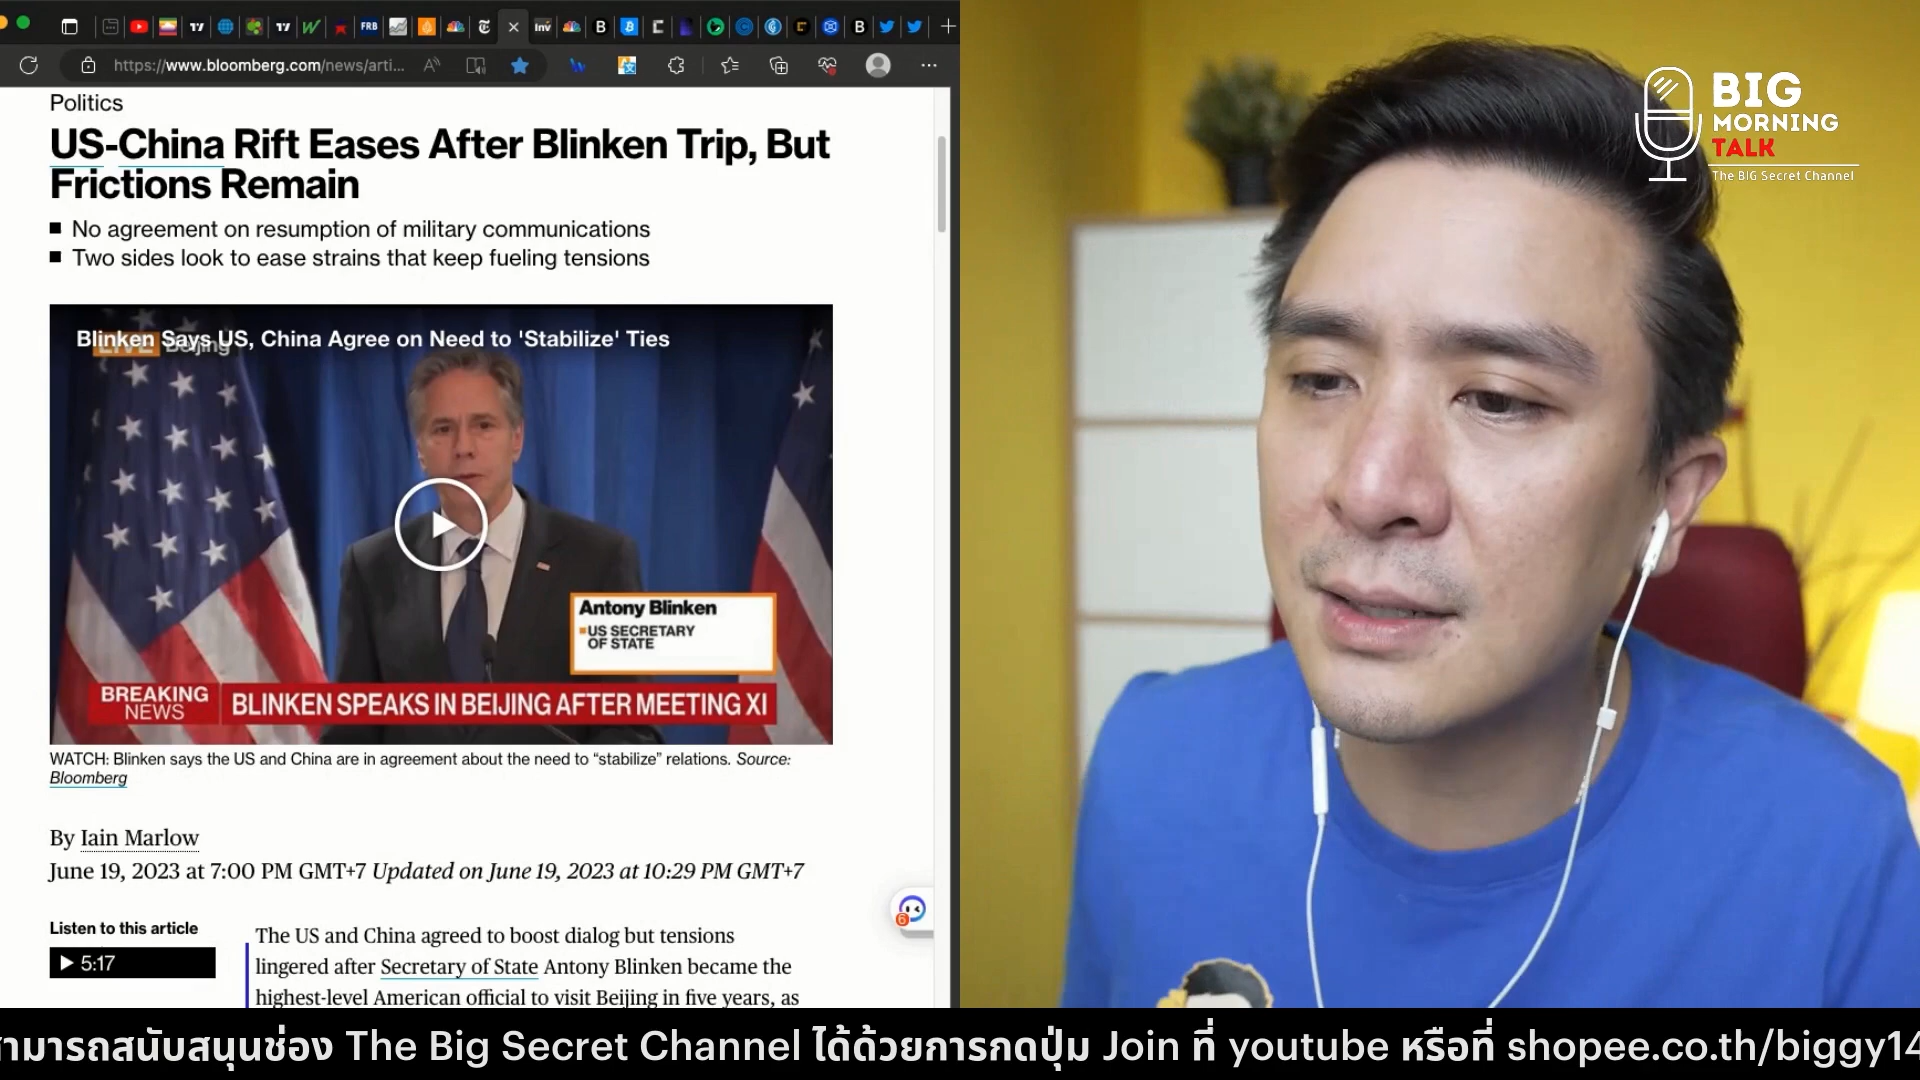 https://www.bloomberg.com/news/arti...
Politics
US-China Rift Eases After Blinken Trip, But
Frictions Remain
No agreement on resumption of military communications
Two sides look to ease strains that keep fueling tensions
Blinken Says US, China Agree on Need to 'Stabilize' Ties
LIVE Beijing
Antony Blinken
US SECRETARY
OF STATE
BREAKING
NEWS
BLINKEN SPEAKS IN BEIJING AFTER MEETING XI
WATCH: Blinken says the US and China are in agreement about the need to “stabilize” relations. Source:
Bloomberg
By Iain Marlow
June 19, 2023 at 7:00 PM GMT+7 Updated on June 19, 2023 at 10:29 PM GMT+7
Listen to this article
5:17
The US and China agreed to boost dialog but tensions
lingered after Secretary of State Antony Blinken became the
highest-level American official to visit Beijing in five years, as
6
BIG
MORNING
TALK
The BIG Secret Channel
สามารถสนับสนุนช่อง The Big Secret Channel ได้ด้วยการกดปุ่ม Join ที่ youtube หรือที่ shopee.co.th/biggy14